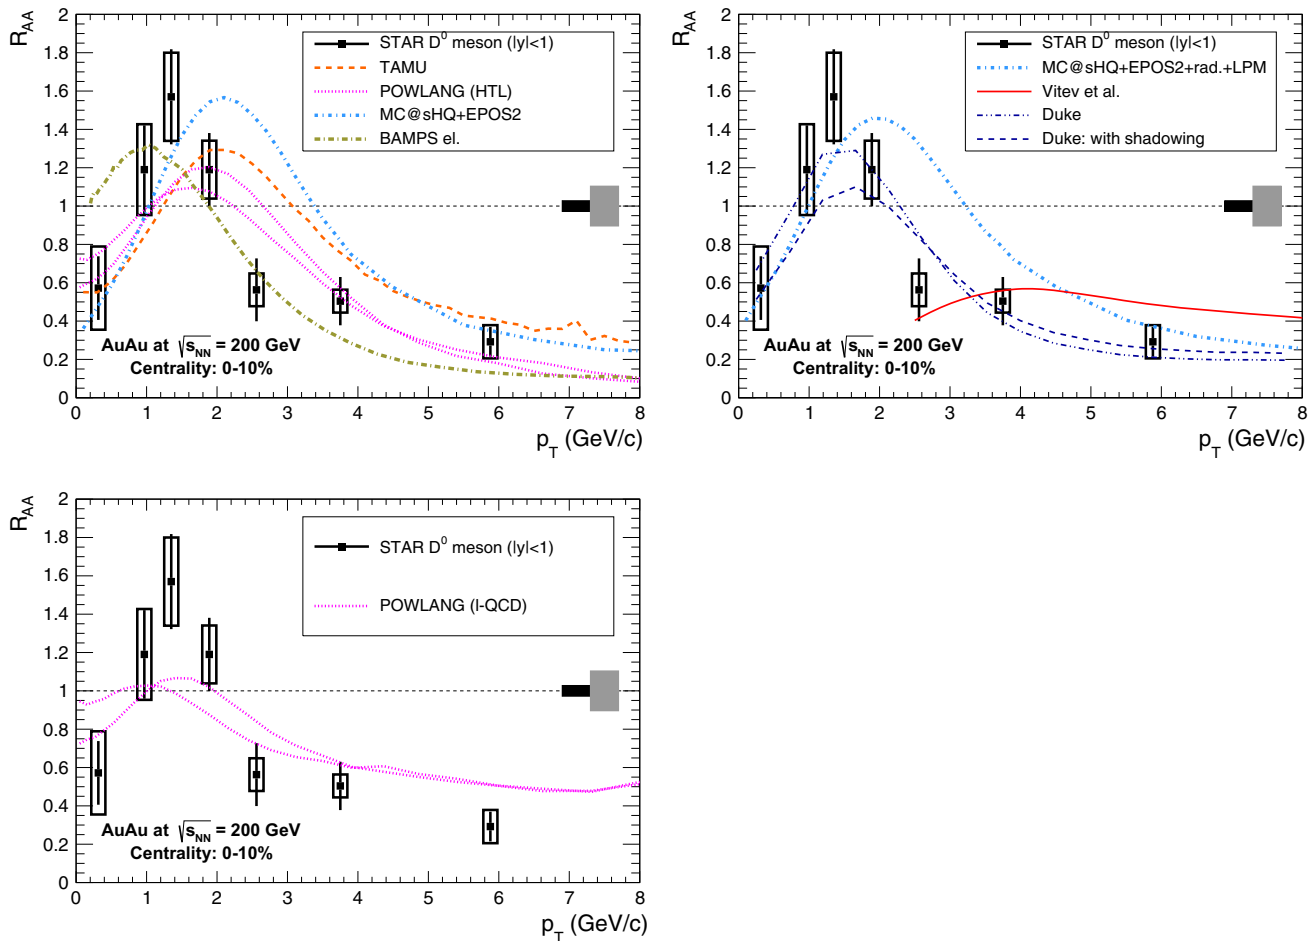 R_AA
2
1.8
1.6
1.4
1.2
1
0.8
0.6
0.4
0.2
0
STAR D⁰ meson (|y|<1)
TAMU
POWLANG (HTL)
MC@sHQ+EPOS2
BAMPS el.
AuAu at √s_NN = 200 GeV
Centrality: 0-10%
0 1 2 3 4 5 6 7 8
p_T (GeV/c)
R_AA
2
1.8
1.6
1.4
1.2
1
0.8
0.6
0.4
0.2
0
STAR D⁰ meson (|y|<1)
MC@sHQ+EPOS2+rad.+LPM
Vitev et al.
Duke
Duke: with shadowing
AuAu at √s_NN = 200 GeV
Centrality: 0-10%
0 1 2 3 4 5 6 7 8
p_T (GeV/c)
R_AA
2
1.8
1.6
1.4
1.2
1
0.8
0.6
0.4
0.2
0
STAR D⁰ meson (|y|<1)
POWLANG (l-QCD)
AuAu at √s_NN = 200 GeV
Centrality: 0-10%
0 1 2 3 4 5 6 7 8
p_T (GeV/c)